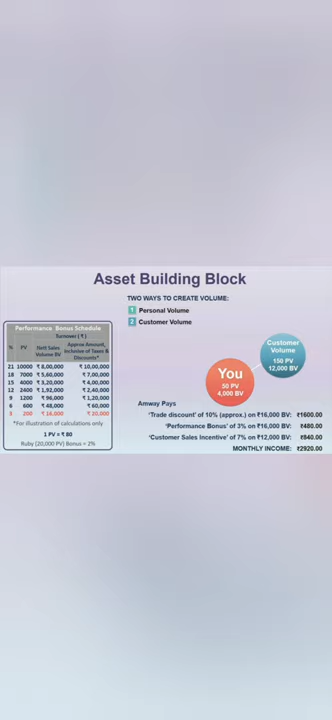 Asset Building Block
TWO WAYS TO CREATE VOLUME:
1 Personal Volume
2 Customer Volume
Performance Bonus Schedule
Turnover (₹)
% PV Nett Sales Volume BV Approx Amount, Inclusive of Taxes & Discounts*
21 10000 ₹ 8,00,000 ₹ 10,00,000
18 7000 ₹ 5,60,000 ₹ 7,00,000
15 4000 ₹ 3,20,000 ₹ 4,00,000
12 2400 ₹ 1,92,000 ₹ 2,40,000
9 1200 ₹ 96,000 ₹ 1,20,000
6 600 ₹ 48,000 ₹ 60,000
3 200 ₹ 16,000 ₹ 20,000
*For illustration of calculations only
1 PV = ₹ 80
Ruby (20,000 PV) Bonus = 2%
Customer
Volume
150 PV
12,000 BV
You
50 PV
4,000 BV
Amway Pays
'Trade discount' of 10% (approx.) on ₹16,000 BV: ₹1600.00
'Performance Bonus' of 3% on ₹16,000 BV: ₹480.00
'Customer Sales Incentive' of 7% on ₹12,000 BV: ₹840.00
MONTHLY INCOME: ₹2920.00